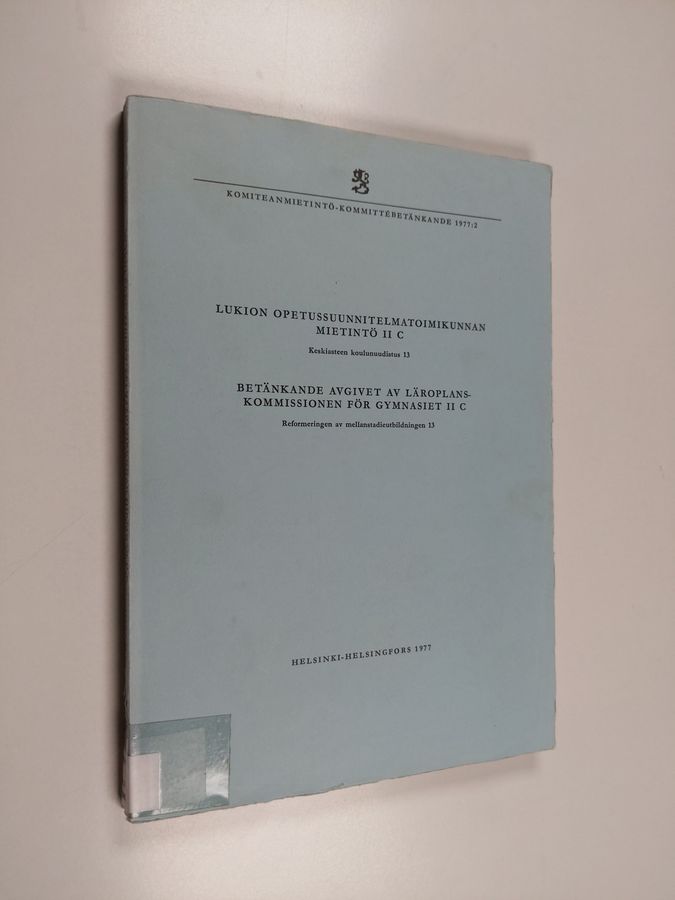 KOMITEANMIETINTÖ-KOMMITTÉBETÄNKANDE 1977:2
LUKION OPETUSSUUNNITELMATOIMIKUNNAN
MIETINTÖ II C
Keskiasteen koulunuudistus 13
BETÄNKANDE AVGIVET AV LÄROPLANS-
KOMMISSIONEN FÖR GYMNASIET II C
Reformeringen av mellanstadieutbildningen 13
HELSINKI-HELSINGFORS 1977